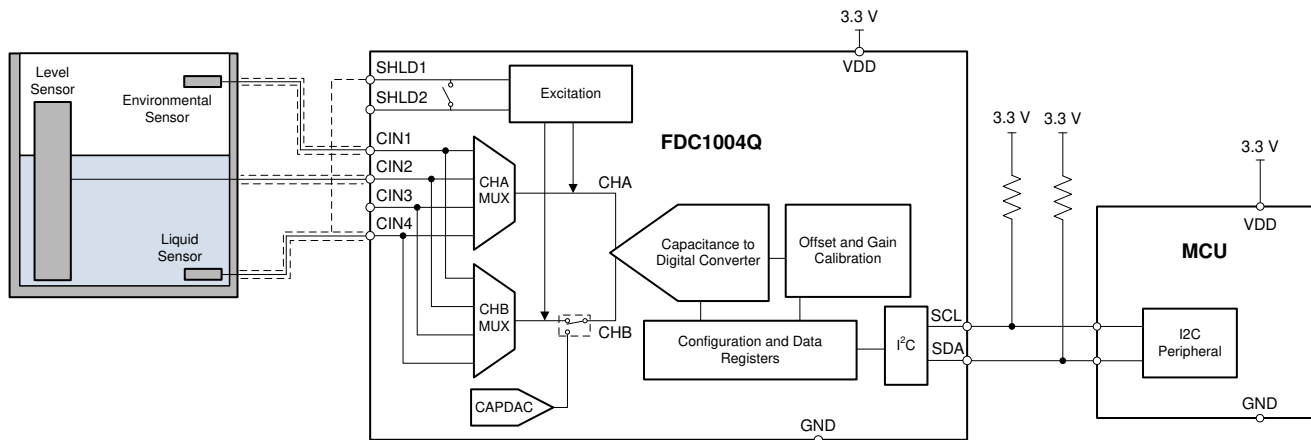 Level
Sensor
Environmental
Sensor
Liquid
Sensor
SHLD1
SHLD2
CIN1
CIN2
CIN3
CIN4
Excitation
3.3 V
VDD
FDC1004Q
CHA
MUX
CHA
CHB
MUX
CHB
CAPDAC
Capacitance to
Digital Converter
Offset and Gain
Calibration
Configuration and Data
Registers
I²C
SCL
SDA
GND
3.3 V
3.3 V
3.3 V
VDD
MCU
I2C
Peripheral
GND